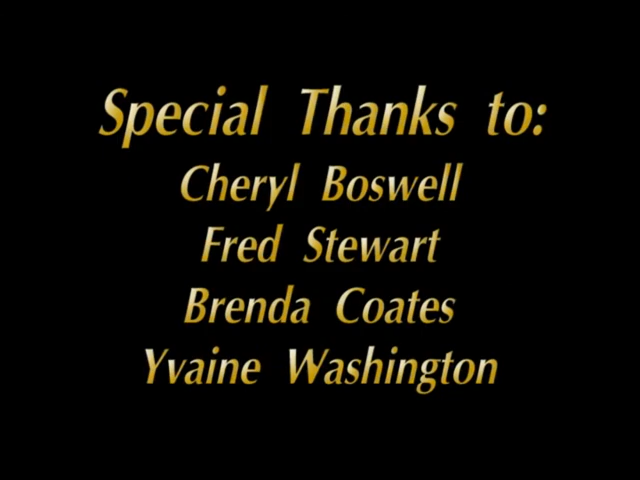 Special Thanks to:
Cheryl Boswell
Fred Stewart
Brenda Coates
Yvaine Washington